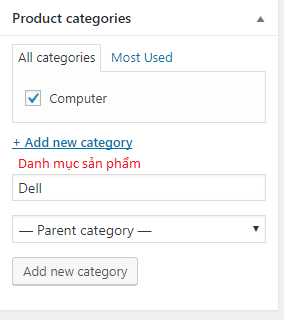 Product categories
All categories Most Used
Computer
+ Add new category
Danh mục sản phẩm
Dell
— Parent category —
Add new category